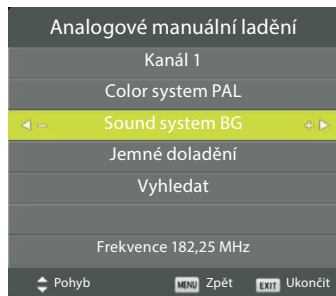 Analogové manuální ladění
Kanál 1
Color system PAL
Sound system BG
Jemné doladění
Vyhledat
Frekvence 182,25 MHz
Pohyb MENU Zpět EXIT Ukončit